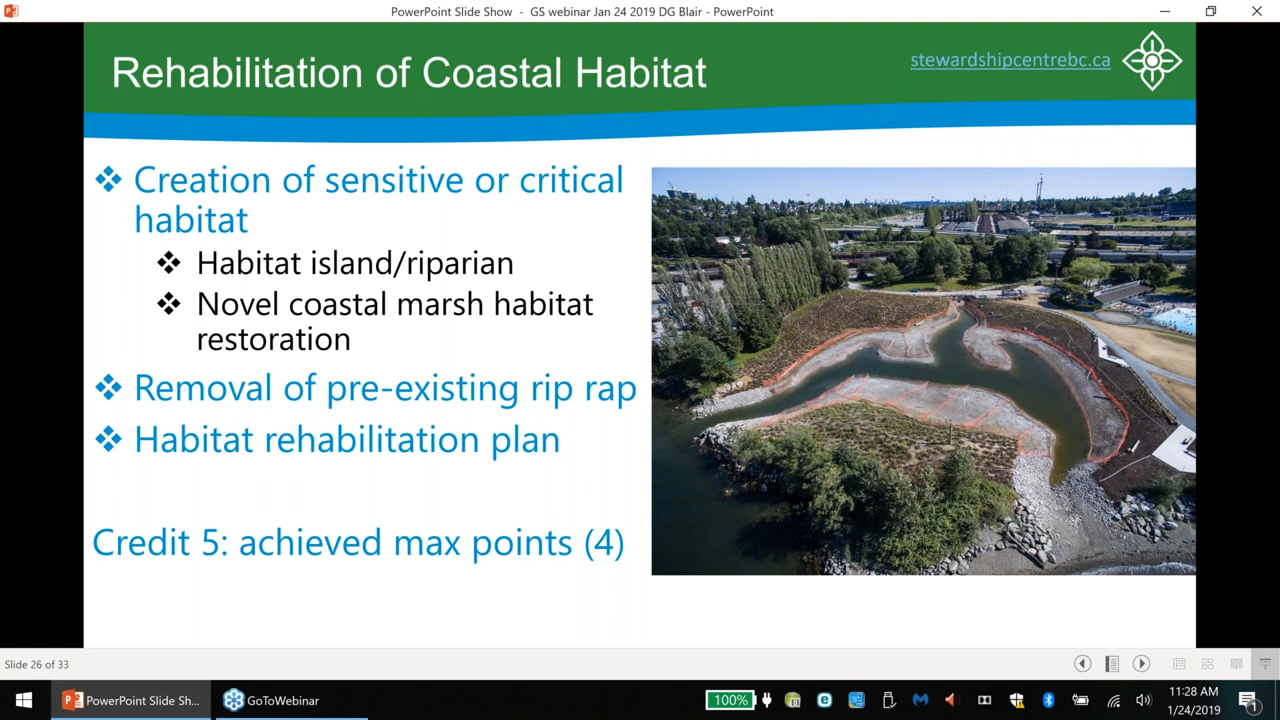 PowerPoint Slide Show - GS webinar Jan 24 2019 DG Blair - PowerPoint
Rehabilitation of Coastal Habitat
stewardshipcentrebc.ca
Creation of sensitive or critical
habitat
Habitat island/riparian
Novel coastal marsh habitat
restoration
Removal of pre-existing rip rap
Habitat rehabilitation plan
Credit 5: achieved max points (4)
Slide 26 of 33
PowerPoint Slide Sh...
GoToWebinar
100%
11:28 AM
1/24/2019
1